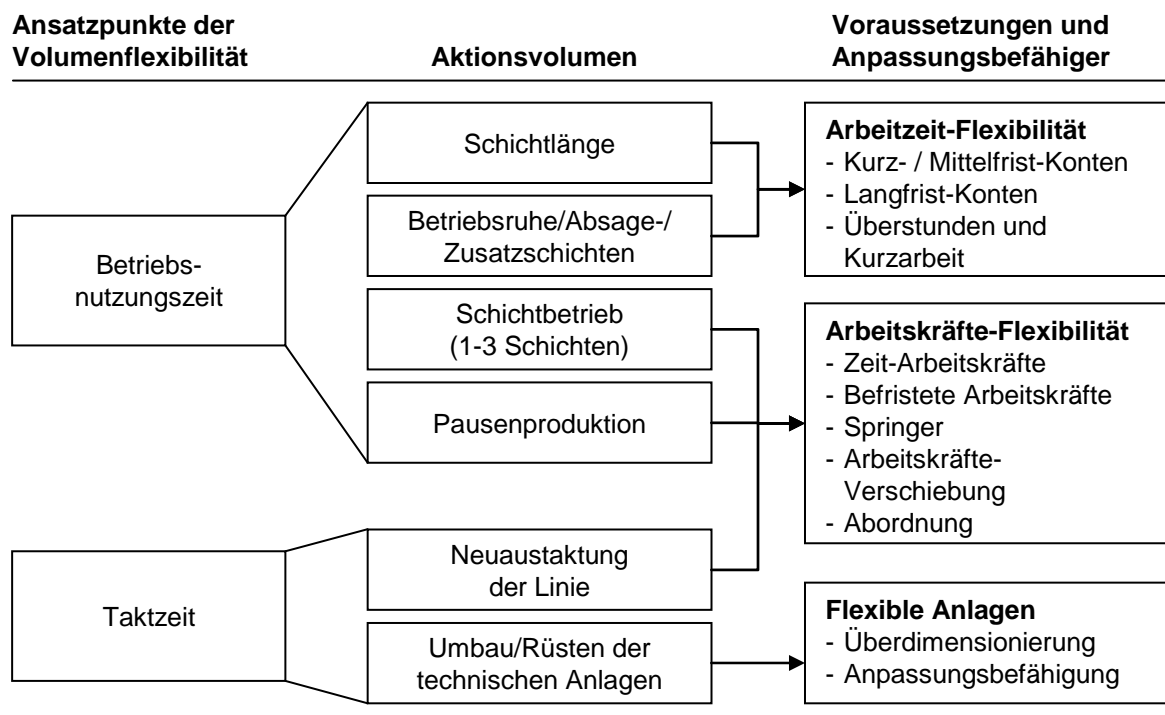 Ansatzpunkte der
Volumenflexibilität
Aktionsvolumen
Voraussetzungen und
Anpassungsbefähiger
Betriebs-
nutzungszeit
Taktzeit
Schichtlänge
Betriebsruhe/Absage-/
Zusatzschichten
Schichtbetrieb
(1-3 Schichten)
Pausenproduktion
Neuaustaktung
der Linie
Umbau/Rüsten der
technischen Anlagen
Arbeitzeit-Flexibilität
- Kurz- / Mittelfrist-Konten
- Langfrist-Konten
- Überstunden und
Kurzarbeit
Arbeitskräfte-Flexibilität
- Zeit-Arbeitskräfte
- Befristete Arbeitskräfte
- Springer
- Arbeitskräfte-
Verschiebung
- Abordnung
Flexible Anlagen
- Überdimensionierung
- Anpassungsbefähigung